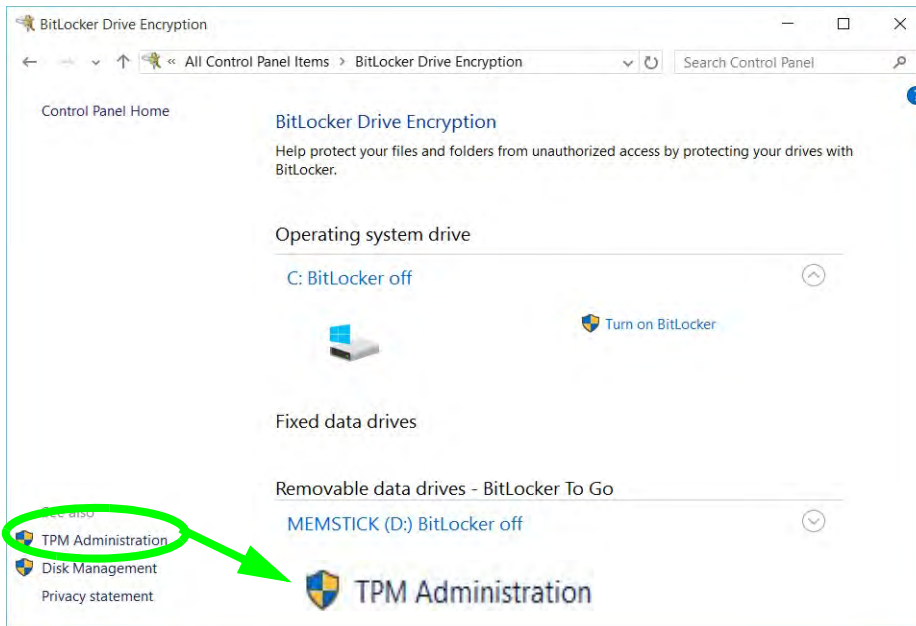 BitLocker Drive Encryption
« All Control Panel Items > BitLocker Drive Encryption
Search Control Panel
Control Panel Home
BitLocker Drive Encryption
Help protect your files and folders from unauthorized access by protecting your drives with
BitLocker.
Operating system drive
C: BitLocker off
Turn on BitLocker
Fixed data drives
Removable data drives - BitLocker To Go
MEMSTICK (D:) BitLocker off
See also
TPM Administration
Disk Management
Privacy statement
TPM Administration